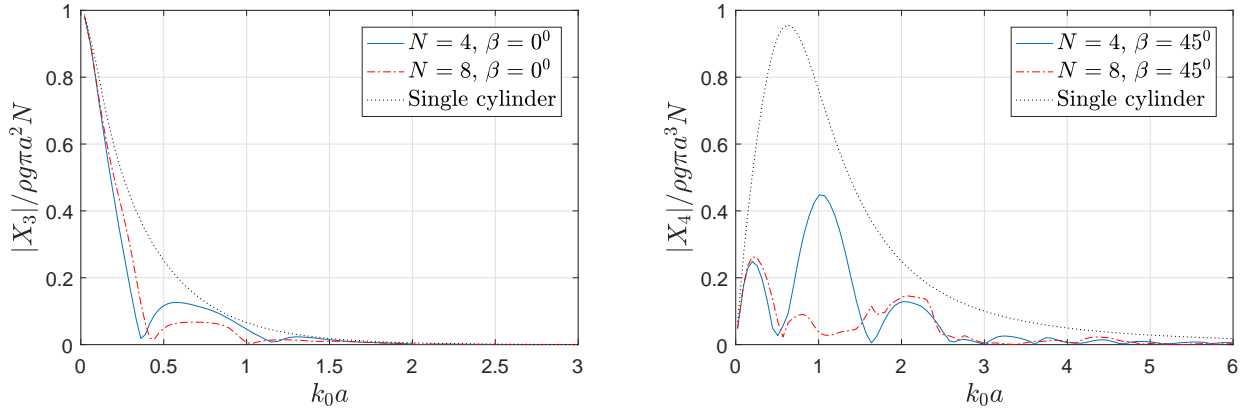 1
0.8
0.6
0.4
0.2
0
0
0.5
1
1.5
2
2.5
3
|X₃|/ρgπa²N
k₀a
N = 4, β = 0⁰
N = 8, β = 0⁰
Single cylinder
1
0.8
0.6
0.4
0.2
0
0
1
2
3
4
5
6
|X₄|/ρgπa³N
k₀a
N = 4, β = 45⁰
N = 8, β = 45⁰
Single cylinder